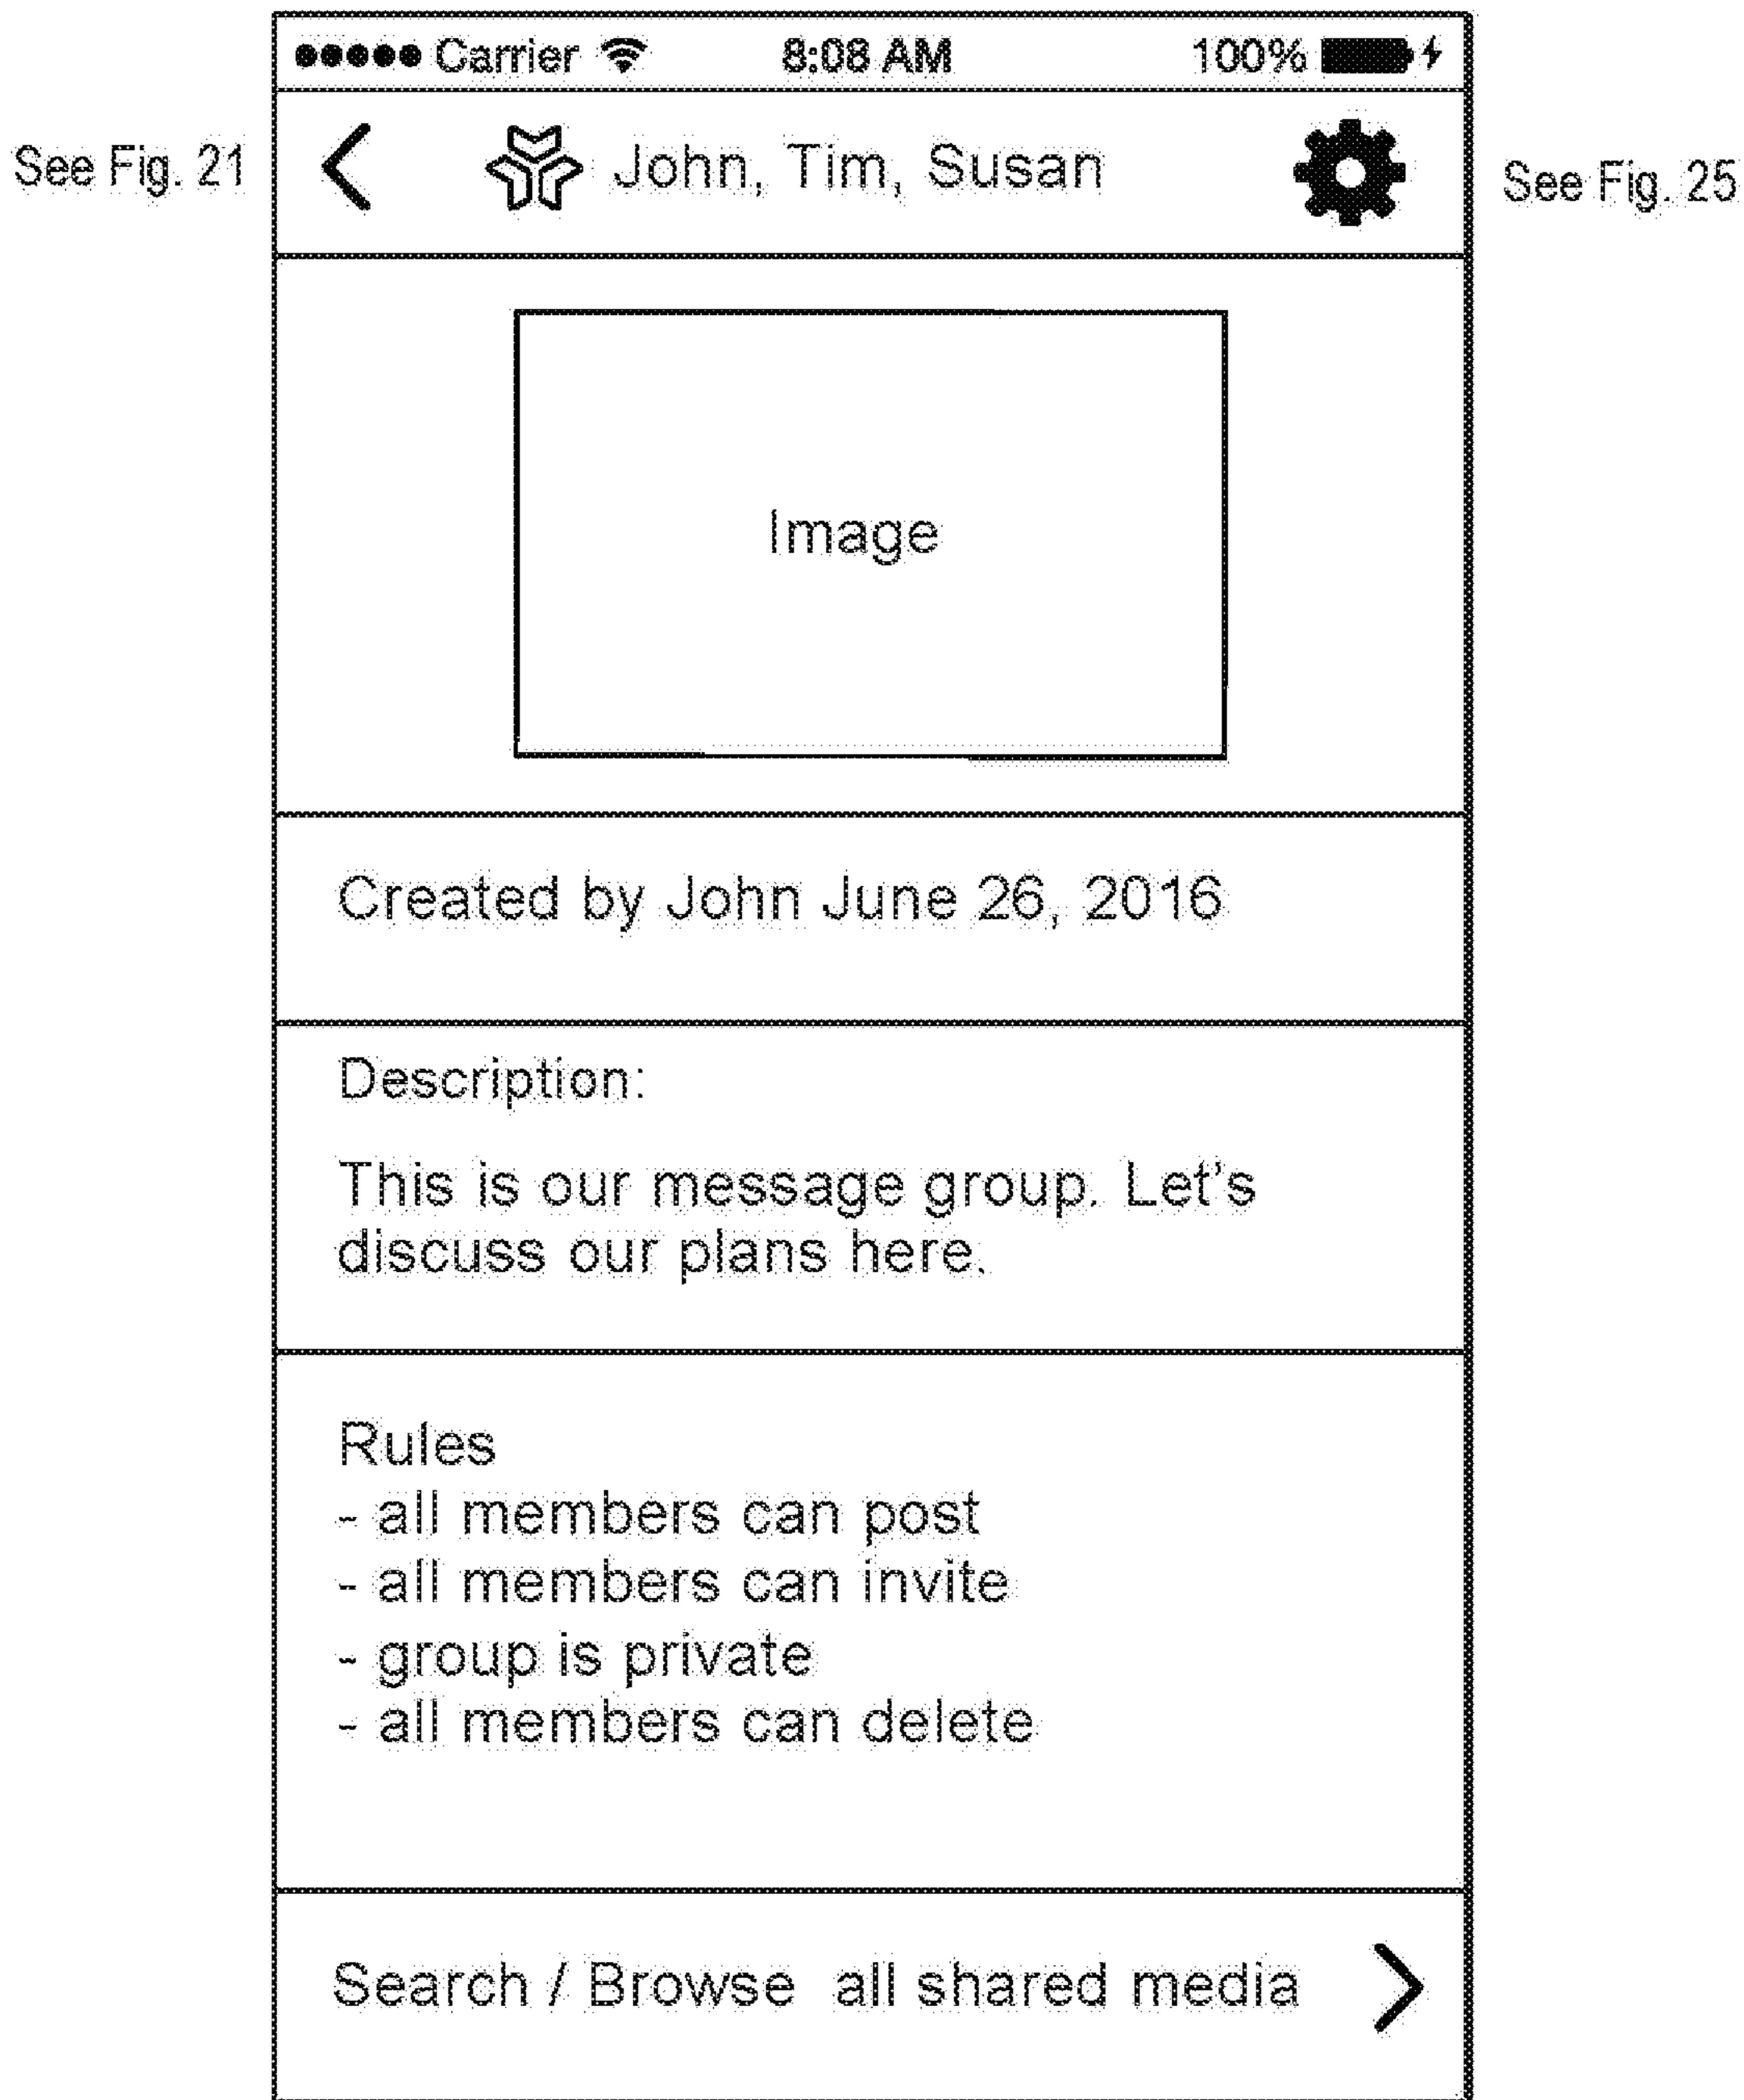 Carrier 8:08 AM 100%
See Fig. 21 John, Tim, Susan See Fig. 25
Image
Created by John June 26, 2016
Description:
This is our message group. Let's
discuss our plans here.
Rules
- all members can post
- all members can invite
- group is private
- all members can delete
Search / Browse all shared media